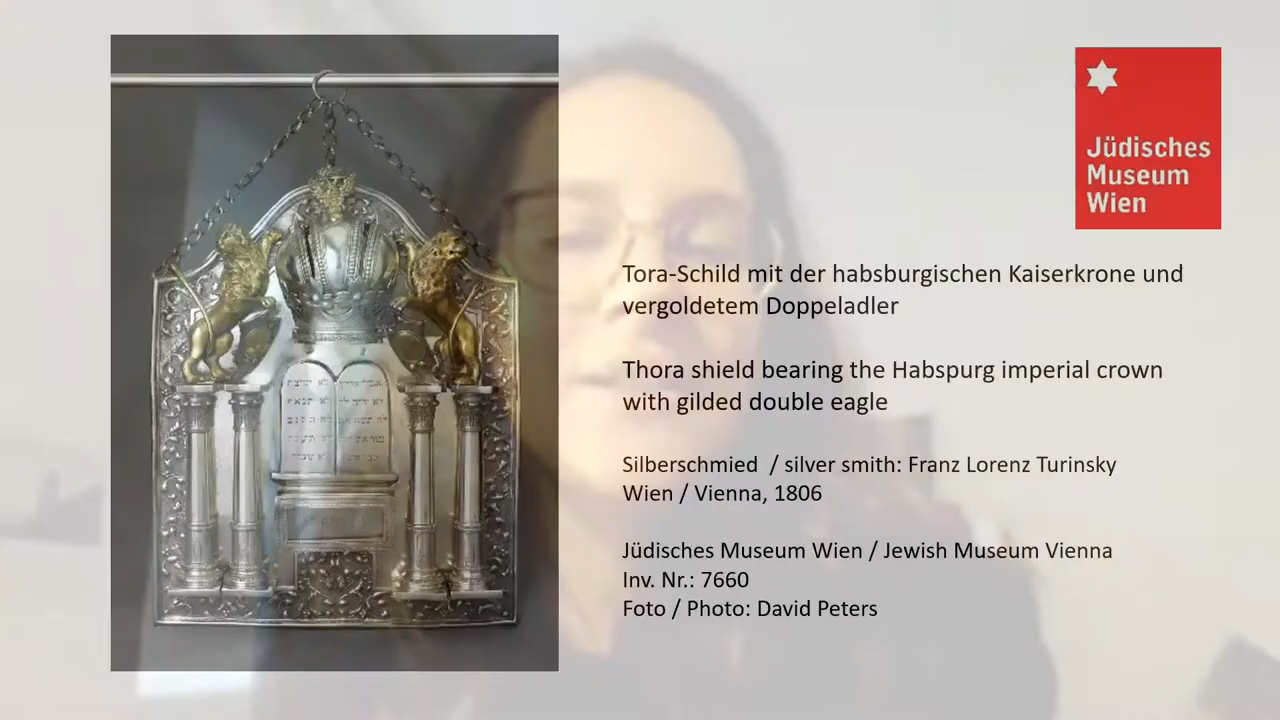 Jüdisches
Museum
Wien
Tora-Schild mit der habsburgischen Kaiserkrone und
vergoldetem Doppeladler
Thora shield bearing the Habspurg imperial crown
with gilded double eagle
Silberschmied / silver smith: Franz Lorenz Turinsky
Wien / Vienna, 1806
Jüdisches Museum Wien / Jewish Museum Vienna
Inv. Nr.: 7660
Foto / Photo: David Peters